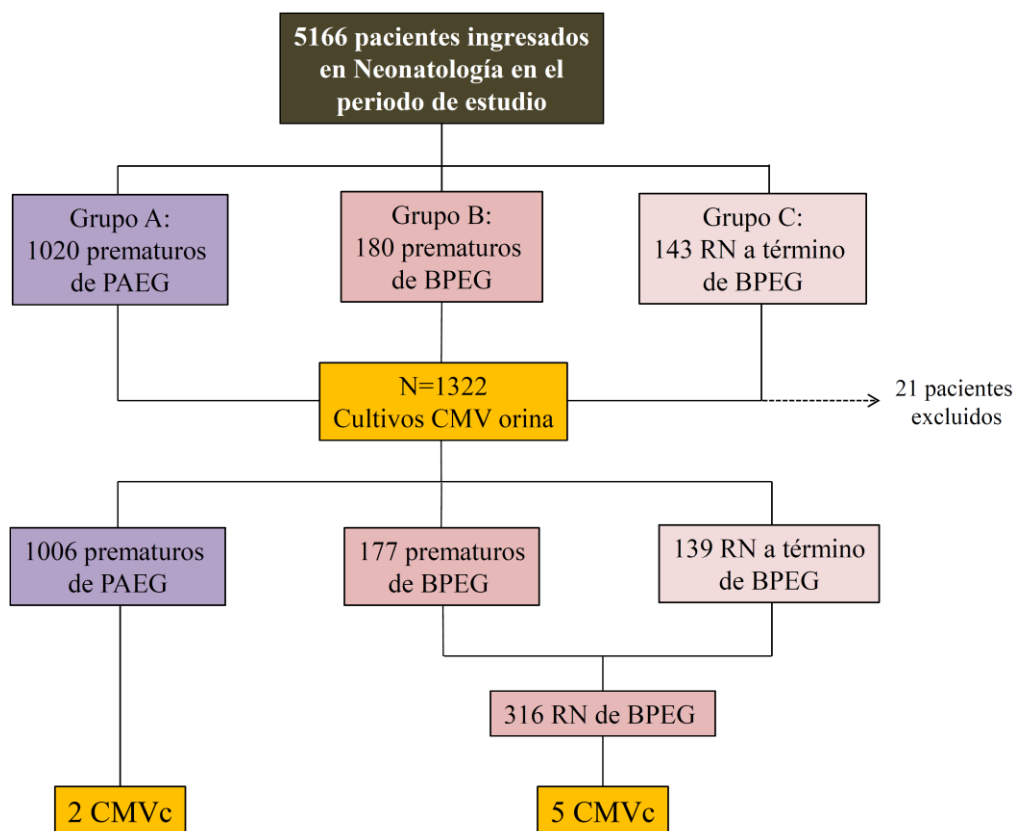 5166 pacientes ingresados
en Neonatología en el
periodo de estudio
Grupo A:
1020 prematuros
de PAEG
Grupo B:
180 prematuros
de BPEG
Grupo C:
143 RN a término
de BPEG
N=1322
Cultivos CMV orina
21 pacientes
excluidos
1006 prematuros
de PAEG
177 prematuros
de BPEG
139 RN a término
de BPEG
316 RN de BPEG
2 CMVc
5 CMVc